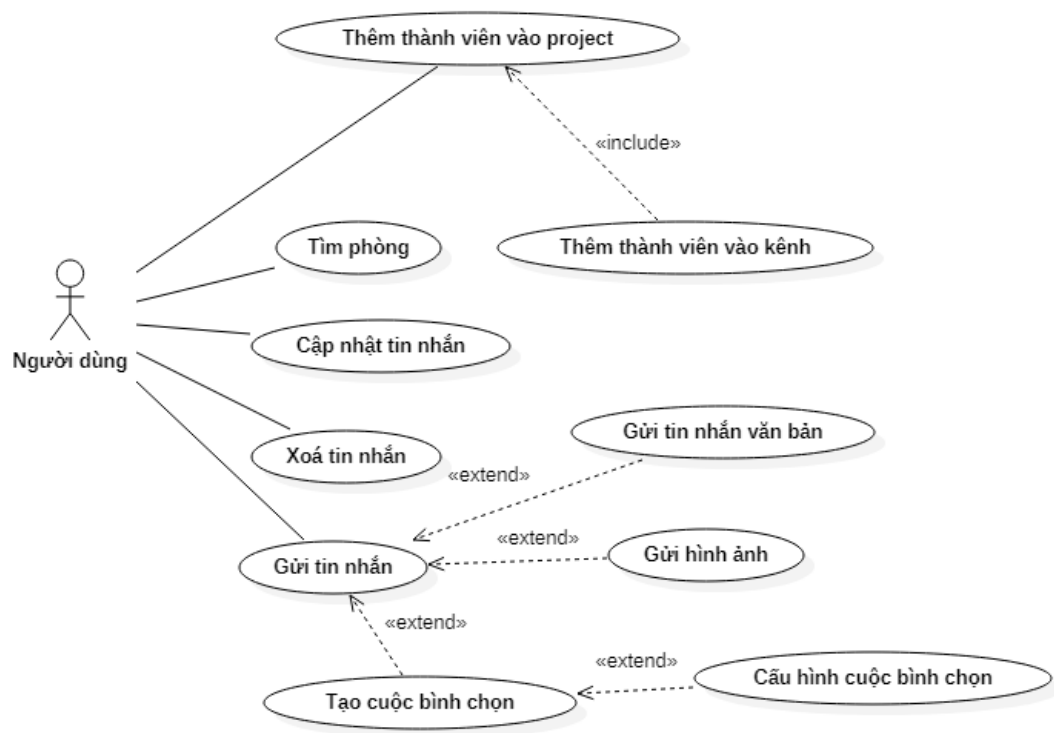 Thêm thành viên vào project
«include»
Tìm phòng
Thêm thành viên vào kênh
Cập nhật tin nhắn
Người dùng
Gửi tin nhắn văn bản
Xoá tin nhắn
«extend»
«extend»
Gửi hình ảnh
Gửi tin nhắn
«extend»
«extend»
Cấu hình cuộc bình chọn
Tạo cuộc bình chọn